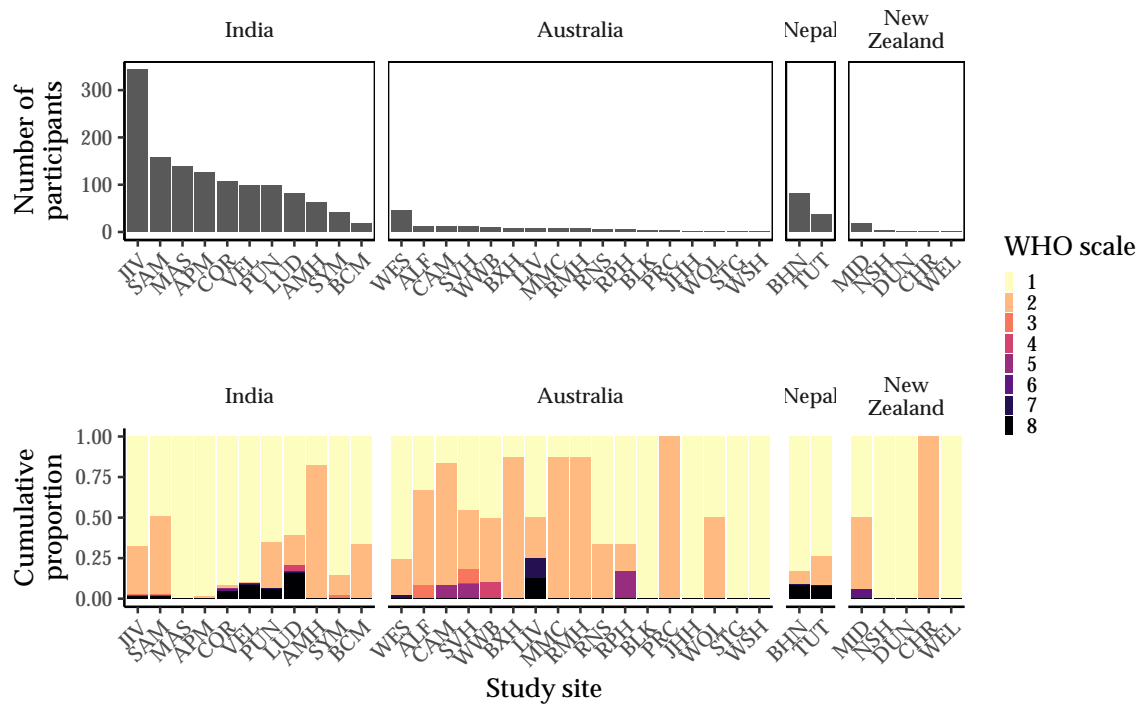 India
Australia
Nepal
New
Zealand
Number of
participants
300
200
100
0
JIV SAM MAS APM COR VEL PUN LUD AMH SYM BCM
WES ALF CAM SVH WWB BXH LIV MMC RMH RNS RPH BLK PRC JHH WOL STG WSH
BHN TUT
MID NSH DUN CHR WEL
India
Australia
Nepal
New
Zealand
Cumulative
proportion
1.00
0.75
0.50
0.25
0.00
JIV SAM MAS APM COR VEL PUN LUD AMH SYM BCM
WES ALF CAM SVH WWB BXH LIV MMC RMH RNS RPH BLK PRC JHH WOL STG WSH
BHN TUT
MID NSH DUN CHR WEL
Study site
WHO scale
1
2
3
4
5
6
7
8